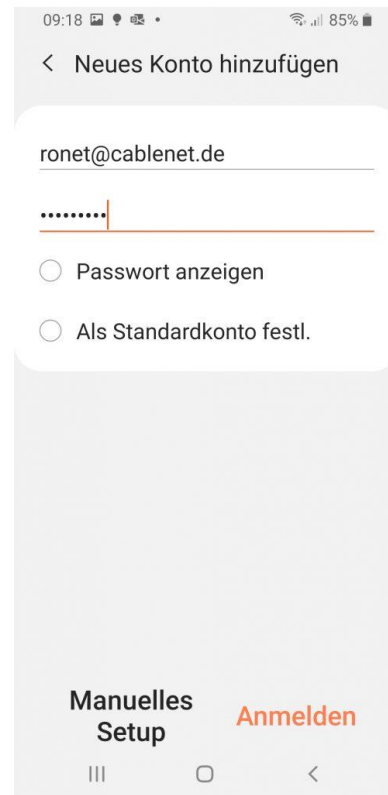 09:18 85%
Neues Konto hinzufügen
ronet@cablenet.de
•••••••••
Passwort anzeigen
Als Standardkonto festl.
Manuelles
Setup
Anmelden